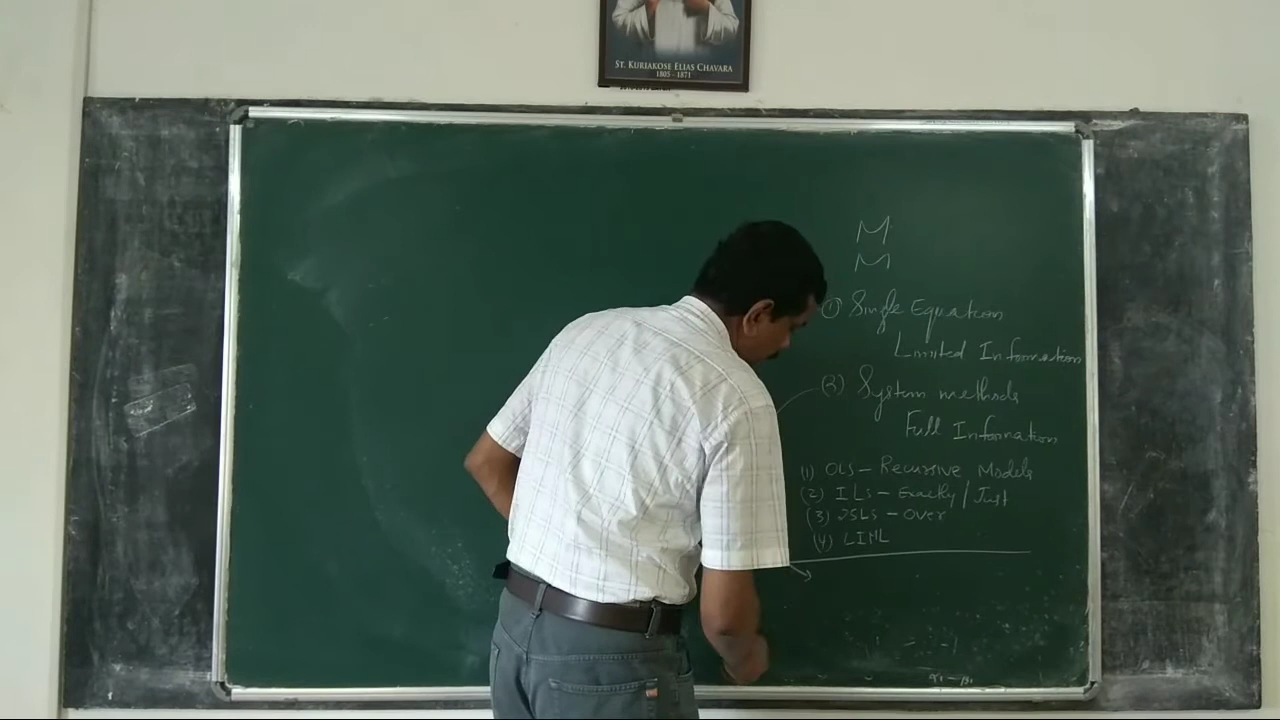 ST. KURIAKOSE ELIAS CHAVARA
1805 - 1871
M
M
(1) Single Equation
Limited Information
(2) System methods
Full Information
(1) OLS - Recursive Models
(2) ILS - Exactly / Just
(3) 2SLS - Over
(4) LIML